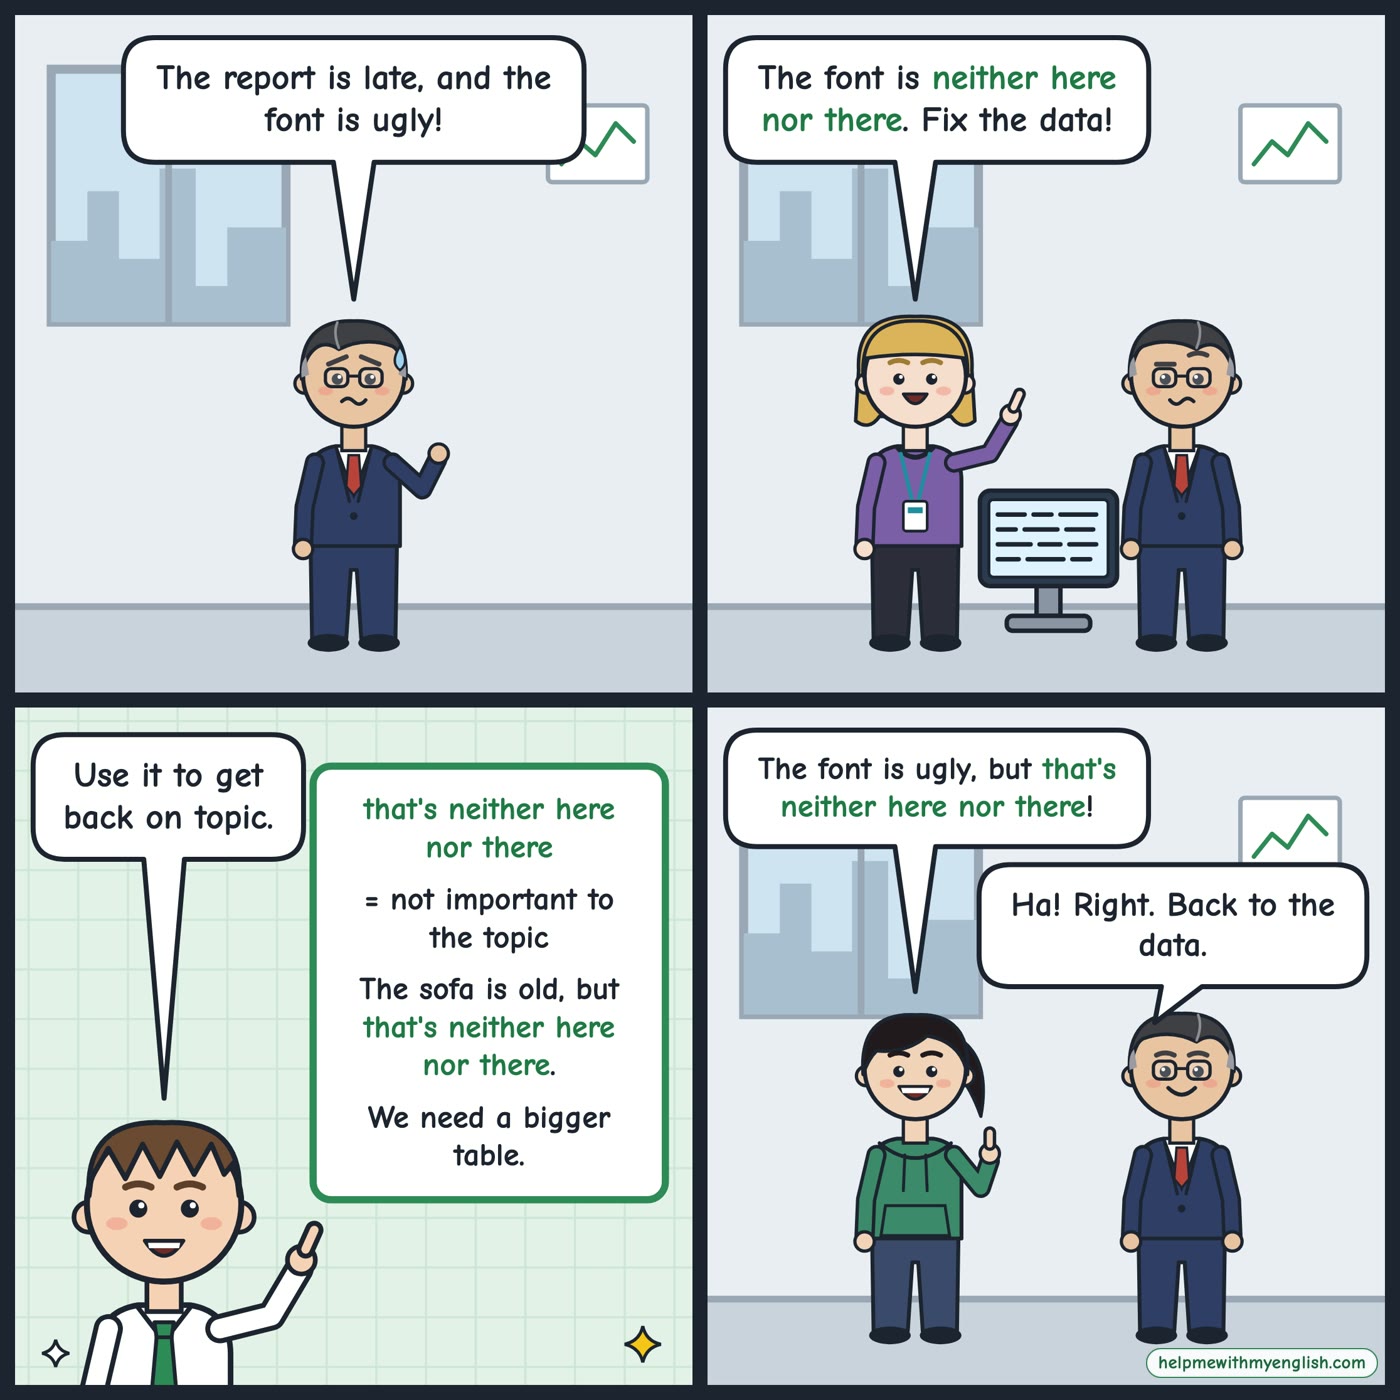 The report is late, and the
font is ugly!
The font is neither here
nor there. Fix the data!
Use it to get
back on topic.
that's neither here
nor there
= not important to
the topic
The sofa is old, but
that's neither here
nor there.
We need a bigger
table.
The font is ugly, but that's
neither here nor there!
Ha! Right. Back to the
data.
helpmewithmyenglish.com